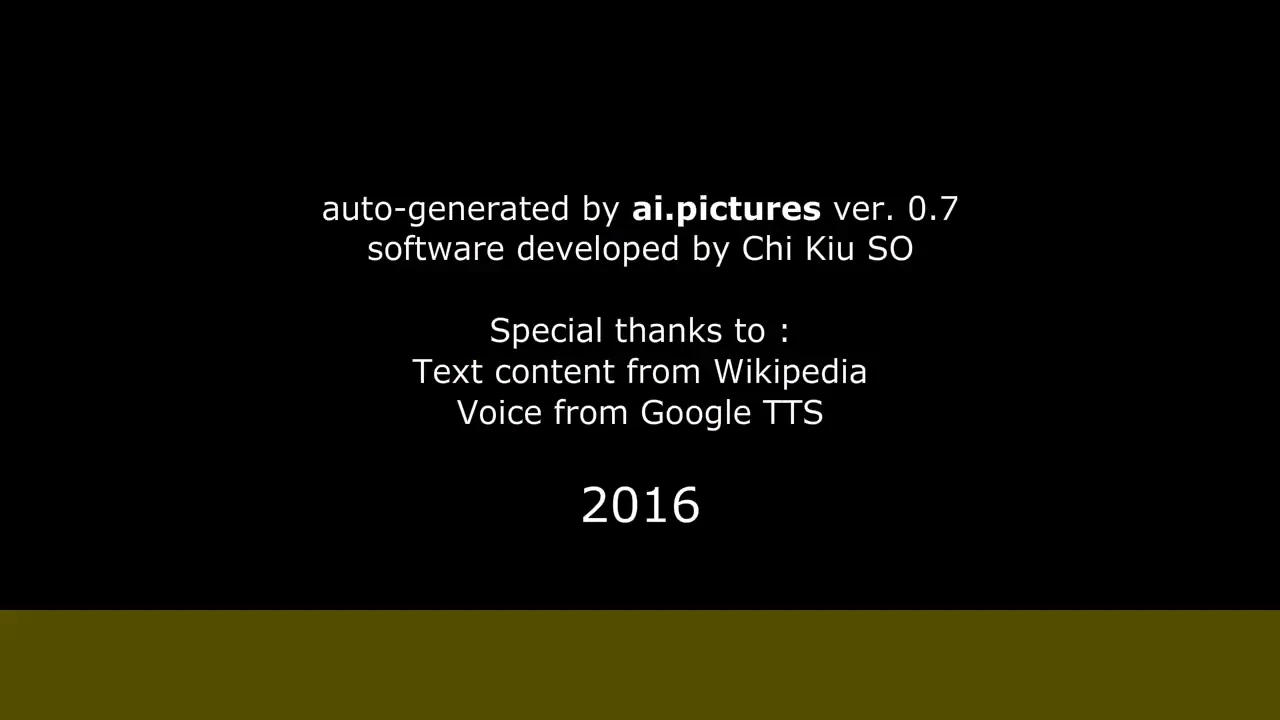 auto-generated by ai.pictures ver. 0.7
software developed by Chi Kiu SO
Special thanks to :
Text content from Wikipedia
Voice from Google TTS
2016